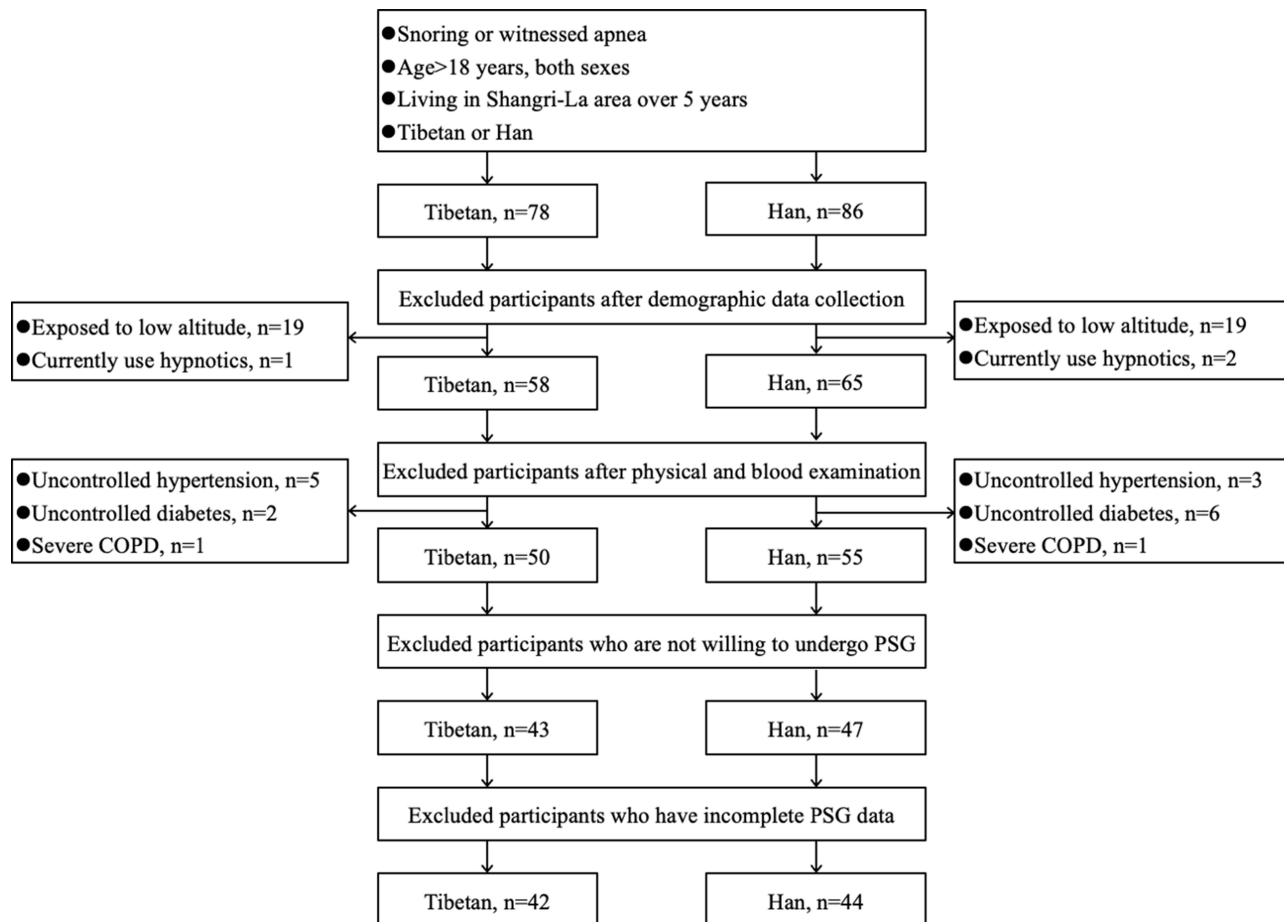 ●Snoring or witnessed apnea
●Age>18 years, both sexes
●Living in Shangri-La area over 5 years
●Tibetan or Han
Tibetan, n=78
Han, n=86
Excluded participants after demographic data collection
●Exposed to low altitude, n=19
●Currently use hypnotics, n=1
●Exposed to low altitude, n=19
●Currently use hypnotics, n=2
Tibetan, n=58
Han, n=65
Excluded participants after physical and blood examination
●Uncontrolled hypertension, n=5
●Uncontrolled diabetes, n=2
●Severe COPD, n=1
●Uncontrolled hypertension, n=3
●Uncontrolled diabetes, n=6
●Severe COPD, n=1
Tibetan, n=50
Han, n=55
Excluded participants who are not willing to undergo PSG
Tibetan, n=43
Han, n=47
Excluded participants who have incomplete PSG data
Tibetan, n=42
Han, n=44